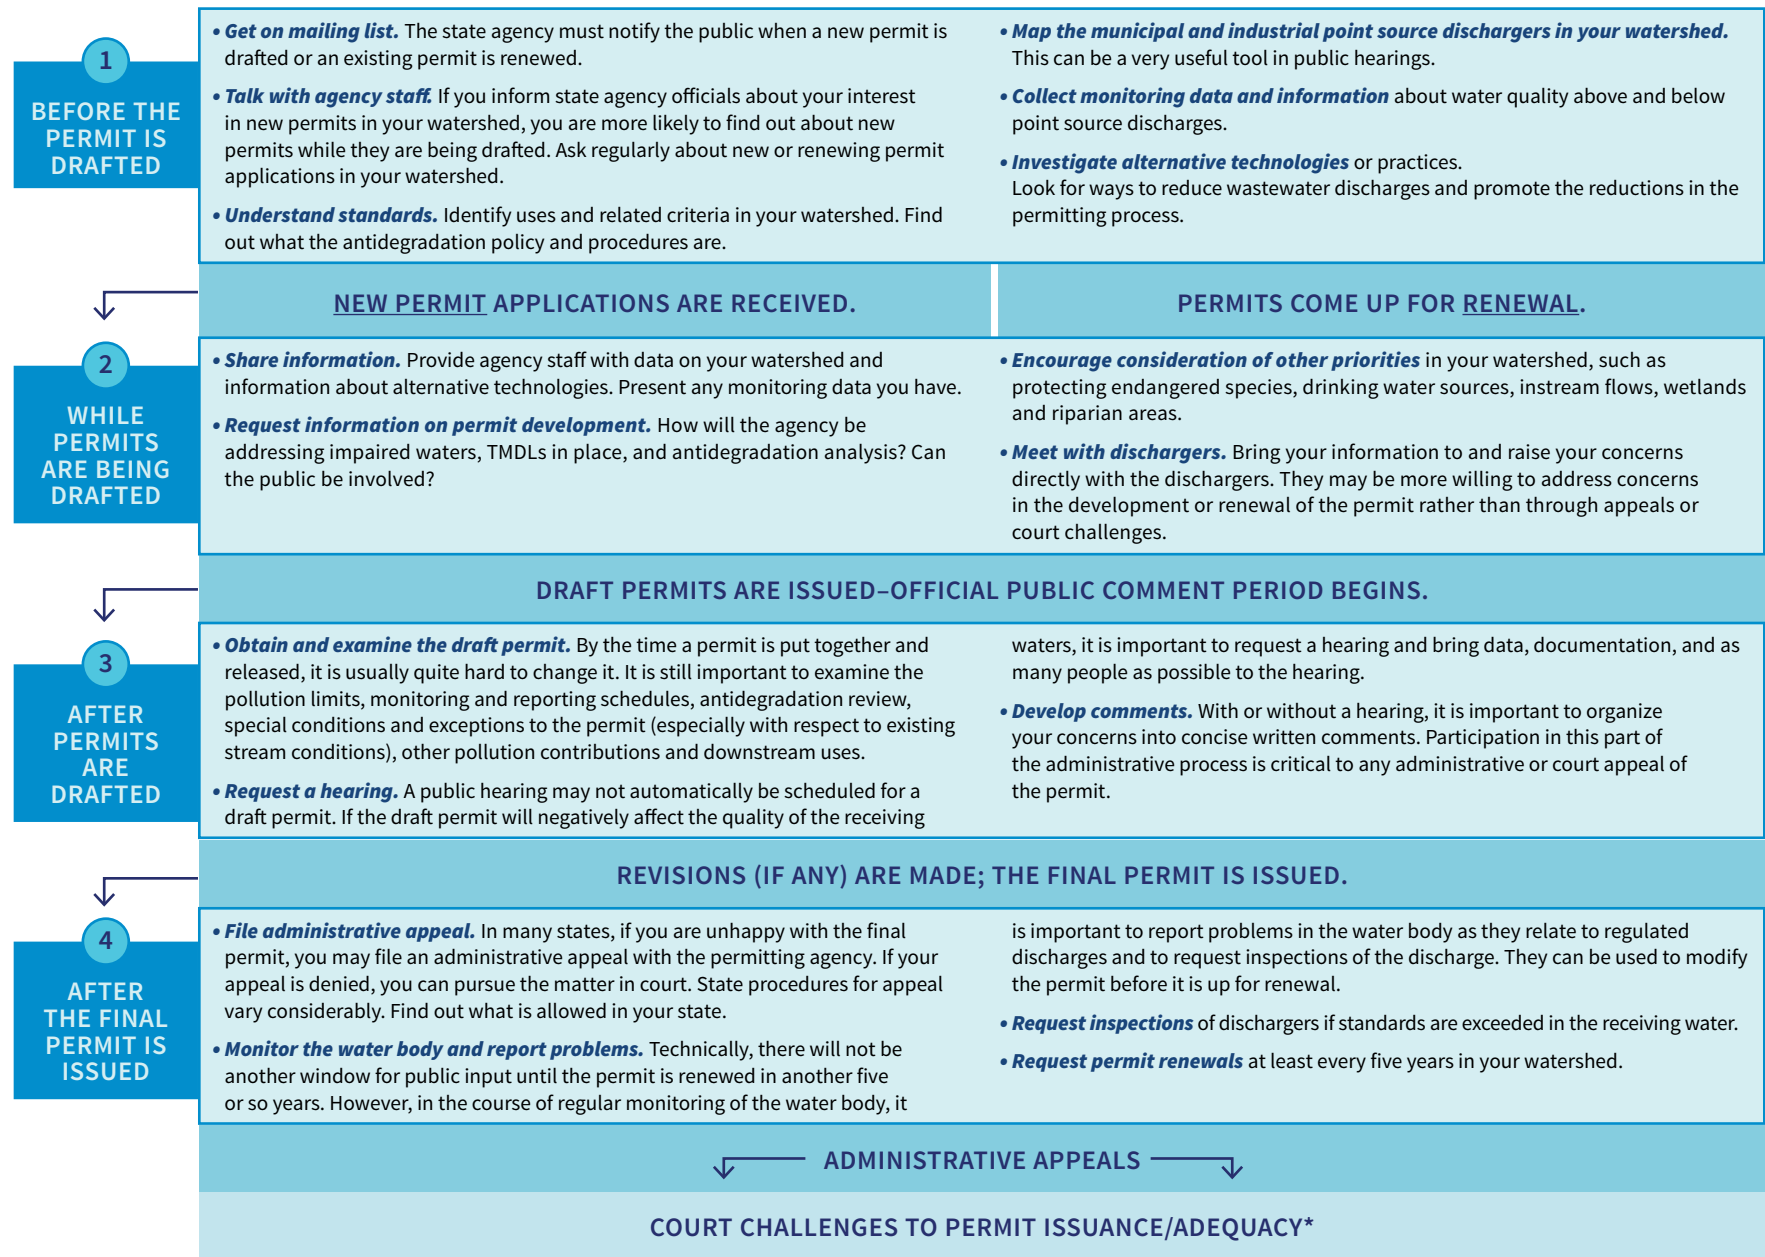 1
BEFORE THE
PERMIT IS
DRAFTED
• Get on mailing list. The state agency must notify the public when a new permit is
drafted or an existing permit is renewed.
• Talk with agency staff. If you inform state agency officials about your interest
in new permits in your watershed, you are more likely to find out about new
permits while they are being drafted. Ask regularly about new or renewing permit
applications in your watershed.
• Understand standards. Identify uses and related criteria in your watershed. Find
out what the antidegradation policy and procedures are.
• Map the municipal and industrial point source dischargers in your watershed.
This can be a very useful tool in public hearings.
• Collect monitoring data and information about water quality above and below
point source discharges.
• Investigate alternative technologies or practices.
Look for ways to reduce wastewater discharges and promote the reductions in the
permitting process.
NEW PERMIT APPLICATIONS ARE RECEIVED.
PERMITS COME UP FOR RENEWAL.
2
WHILE
PERMITS
ARE BEING
DRAFTED
• Share information. Provide agency staff with data on your watershed and
information about alternative technologies. Present any monitoring data you have.
• Request information on permit development. How will the agency be
addressing impaired waters, TMDLs in place, and antidegradation analysis? Can
the public be involved?
• Encourage consideration of other priorities in your watershed, such as
protecting endangered species, drinking water sources, instream flows, wetlands
and riparian areas.
• Meet with dischargers. Bring your information to and raise your concerns
directly with the dischargers. They may be more willing to address concerns
in the development or renewal of the permit rather than through appeals or
court challenges.
DRAFT PERMITS ARE ISSUED–OFFICIAL PUBLIC COMMENT PERIOD BEGINS.
3
AFTER
PERMITS
ARE
DRAFTED
• Obtain and examine the draft permit. By the time a permit is put together and
released, it is usually quite hard to change it. It is still important to examine the
pollution limits, monitoring and reporting schedules, antidegradation review,
special conditions and exceptions to the permit (especially with respect to existing
stream conditions), other pollution contributions and downstream uses.
• Request a hearing. A public hearing may not automatically be scheduled for a
draft permit. If the draft permit will negatively affect the quality of the receiving
waters, it is important to request a hearing and bring data, documentation, and as
many people as possible to the hearing.
• Develop comments. With or without a hearing, it is important to organize
your concerns into concise written comments. Participation in this part of
the administrative process is critical to any administrative or court appeal of
the permit.
REVISIONS (IF ANY) ARE MADE; THE FINAL PERMIT IS ISSUED.
4
AFTER
THE FINAL
PERMIT IS
ISSUED
• File administrative appeal. In many states, if you are unhappy with the final
permit, you may file an administrative appeal with the permitting agency. If your
appeal is denied, you can pursue the matter in court. State procedures for appeal
vary considerably. Find out what is allowed in your state.
• Monitor the water body and report problems. Technically, there will not be
another window for public input until the permit is renewed in another five
or so years. However, in the course of regular monitoring of the water body, it
is important to report problems in the water body as they relate to regulated
discharges and to request inspections of the discharge. They can be used to modify
the permit before it is up for renewal.
• Request inspections of dischargers if standards are exceeded in the receiving water.
• Request permit renewals at least every five years in your watershed.
ADMINISTRATIVE APPEALS
COURT CHALLENGES TO PERMIT ISSUANCE/ADEQUACY*